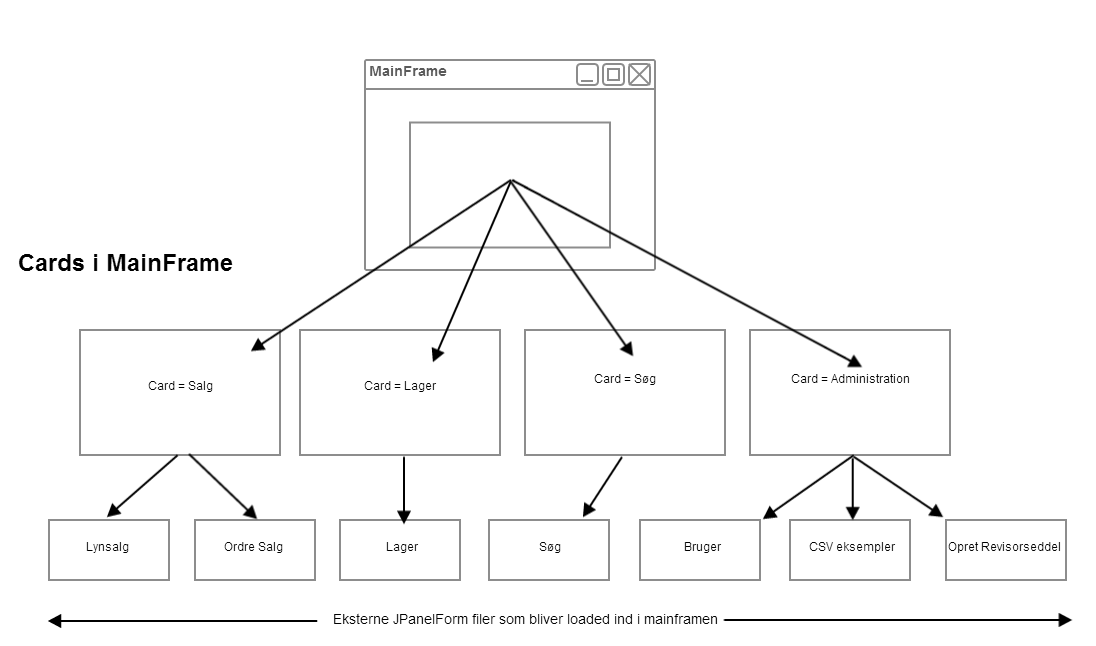 MainFrame
Cards i MainFrame
Card = Salg
Card = Lager
Card = Søg
Card = Administration
Lynsalg
Ordre Salg
Lager
Søg
Bruger
CSV eksempler
Opret Revisorseddel
Eksterne JPanelForm filer som bliver loaded ind i mainframen